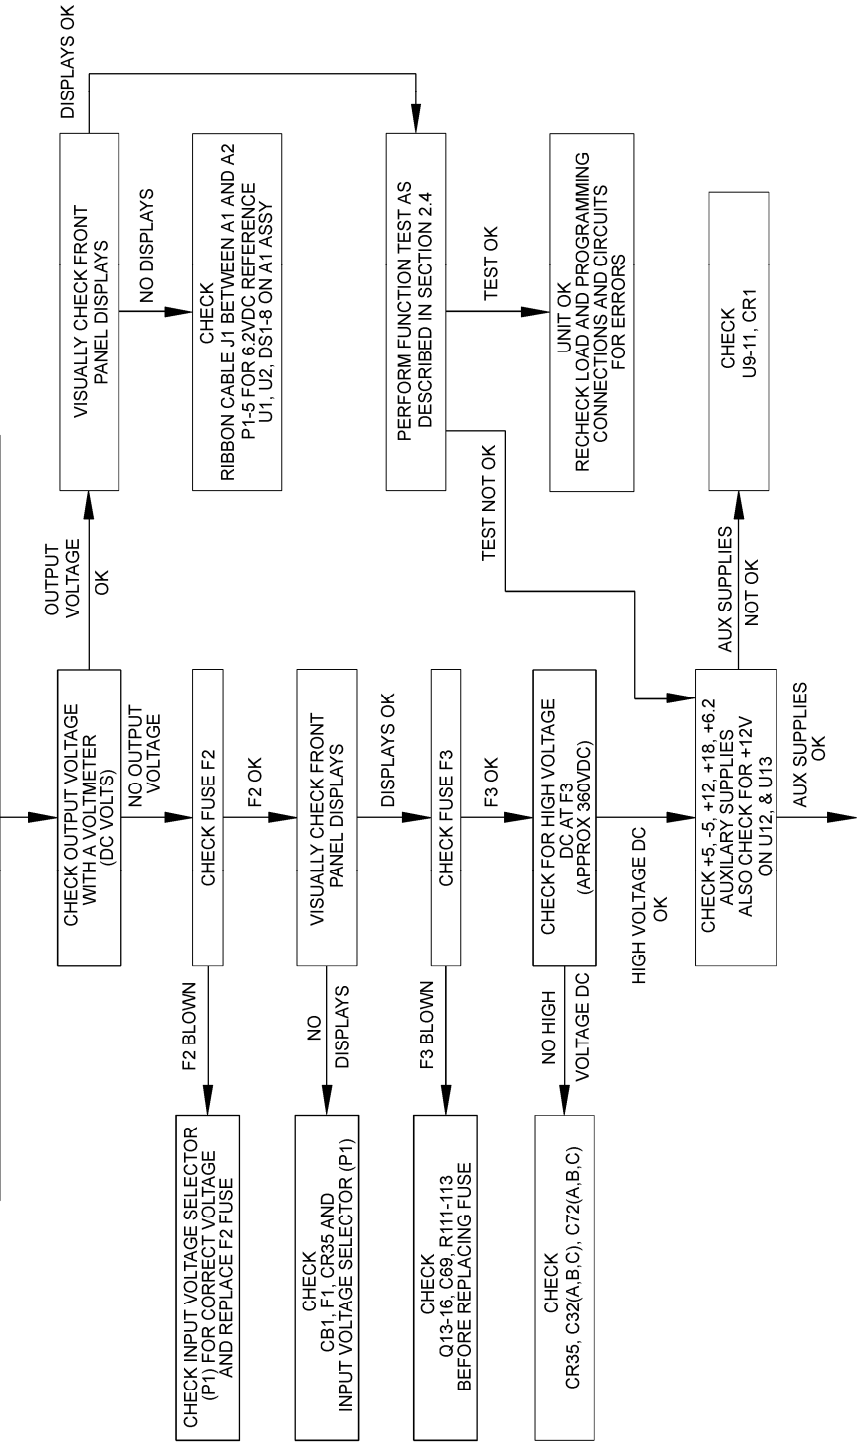 CHECK OUTPUT VOLTAGE
WITH A VOLTMETER
(DC VOLTS)
OUTPUT
VOLTAGE
OK
VISUALLY CHECK FRONT
PANEL DISPLAYS
DISPLAYS OK
NO DISPLAYS
CHECK
RIBBON CABLE J1 BETWEEN A1 AND A2
P1-5 FOR 6.2VDC REFERENCE
U1, U2, DS1-8 ON A1 ASSY
PERFORM FUNCTION TEST AS
DESCRIBED IN SECTION 2.4
TEST OK
UNIT OK
RECHECK LOAD AND PROGRAMMING
CONNECTIONS AND CIRCUITS
FOR ERRORS
TEST NOT OK
NO OUTPUT
VOLTAGE
CHECK FUSE F2
F2 BLOWN
CHECK INPUT VOLTAGE SELECTOR
(P1) FOR CORRECT VOLTAGE
AND REPLACE F2 FUSE
F2 OK
VISUALLY CHECK FRONT
PANEL DISPLAYS
NO
DISPLAYS
CHECK
CB1, F1, CR35 AND
INPUT VOLTAGE SELECTOR (P1)
DISPLAYS OK
CHECK FUSE F3
F3 BLOWN
CHECK
Q13-16, C69, R111-113
BEFORE REPLACING FUSE
F3 OK
CHECK FOR HIGH VOLTAGE
DC AT F3
(APPROX 360VDC)
NO HIGH
VOLTAGE DC
CHECK
CR35, C32(A,B,C), C72(A,B,C)
HIGH VOLTAGE DC
OK
CHECK +5, -5, +12, +18, +6.2
AUXILARY SUPPLIES
ALSO CHECK FOR +12V
ON U12, & U13
AUX SUPPLIES
NOT OK
CHECK
U9-11, CR1
AUX SUPPLIES
OK